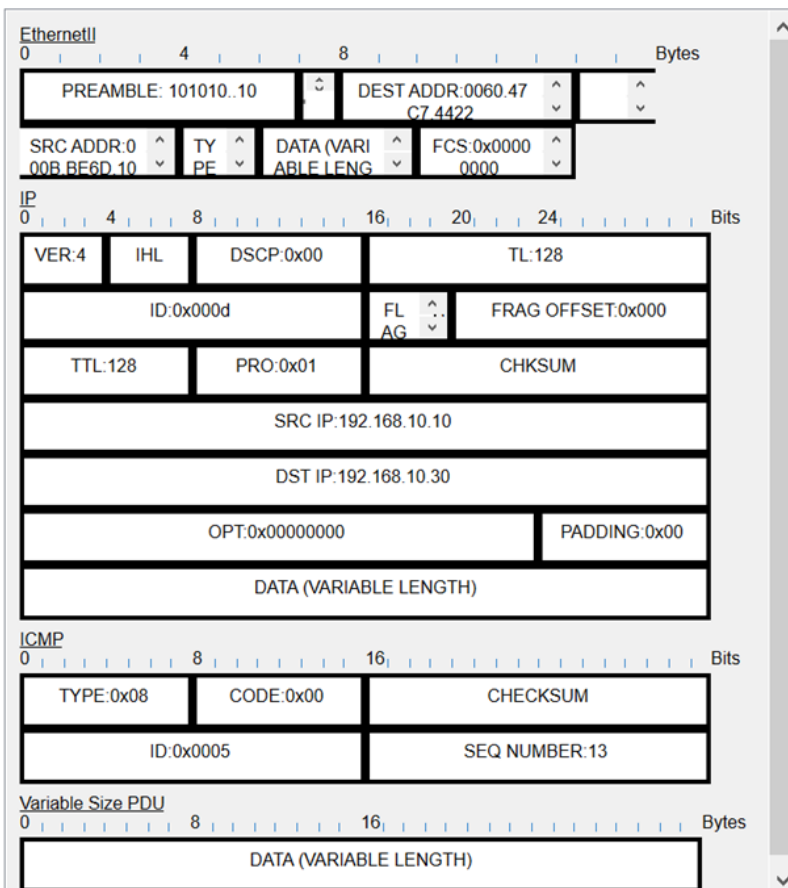 EthernetII
0 4 8 Bytes
PREAMBLE: 101010..10 DEST ADDR:0060.47
C7.4422
SRC ADDR:0 TY DATA (VARI FCS:0x0000
00B.BE6D.10 PE ABLE LENG 0000
IP
0 4 8 16 20 24 Bits
VER:4 IHL DSCP:0x00 TL:128
ID:0x000d FL FRAG OFFSET:0x000
AG
TTL:128 PRO:0x01 CHKSUM
SRC IP:192.168.10.10
DST IP:192.168.10.30
OPT:0x00000000 PADDING:0x00
DATA (VARIABLE LENGTH)
ICMP
0 8 16 Bits
TYPE:0x08 CODE:0x00 CHECKSUM
ID:0x0005 SEQ NUMBER:13
Variable Size PDU
0 8 16 Bytes
DATA (VARIABLE LENGTH)